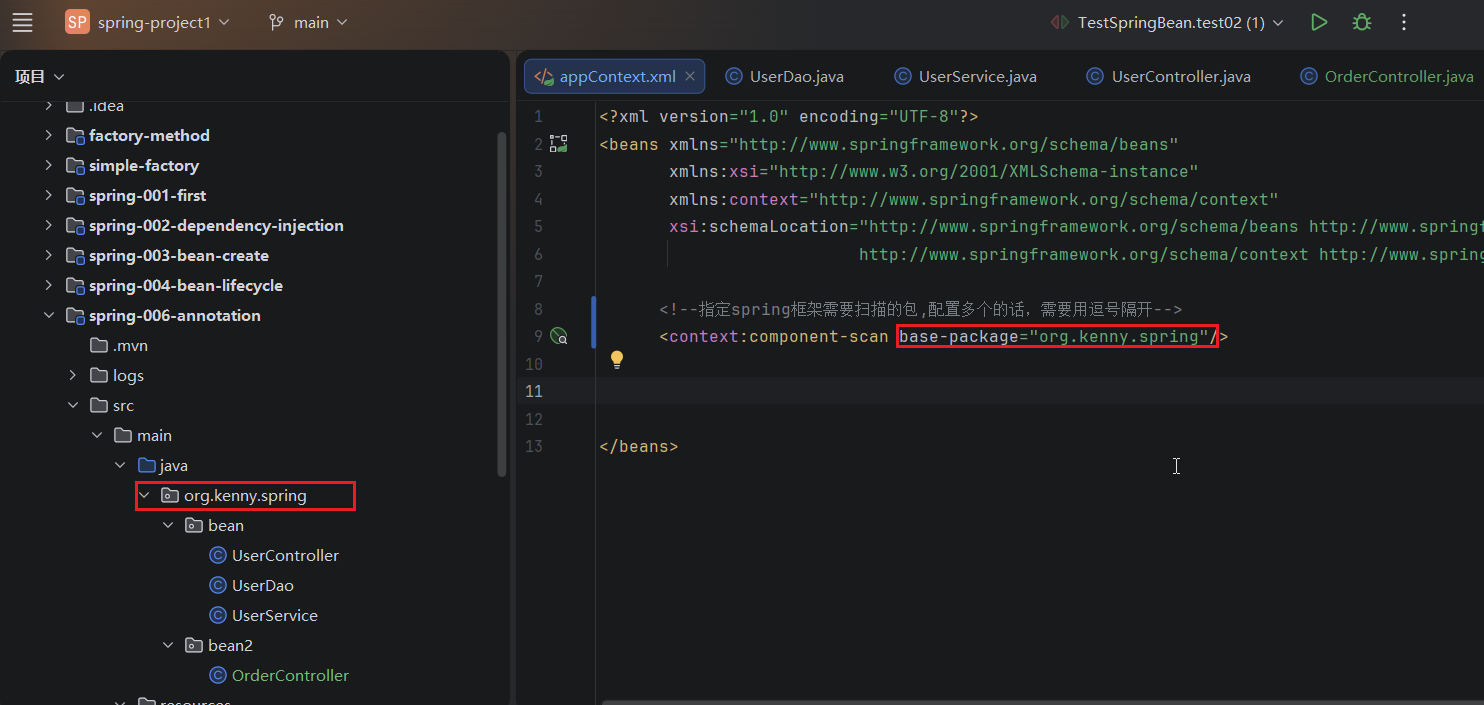 SP spring-project1 main TestSpringBean.test02 (1)
项目
.idea
factory-method
simple-factory
spring-001-first
spring-002-dependency-injection
spring-003-bean-create
spring-004-bean-lifecycle
spring-006-annotation
.mvn
logs
src
main
java
org.kenny.spring
bean
UserController
UserDao
UserService
bean2
OrderController
resources
appContext.xml UserDao.java UserService.java UserController.java OrderController.java
1 <?xml version="1.0" encoding="UTF-8"?>
2 <beans xmlns="http://www.springframework.org/schema/beans"
3 xmlns:xsi="http://www.w3.org/2001/XMLSchema-instance"
4 xmlns:context="http://www.springframework.org/schema/context"
5 xsi:schemaLocation="http://www.springframework.org/schema/beans http://www.springf
6 http://www.springframework.org/schema/context http://www.spring
7
8 <!--指定spring框架需要扫描的包,配置多个的话，需要用逗号隔开-->
9 <context:component-scan base-package="org.kenny.spring"/>
10
11
12
13 </beans>